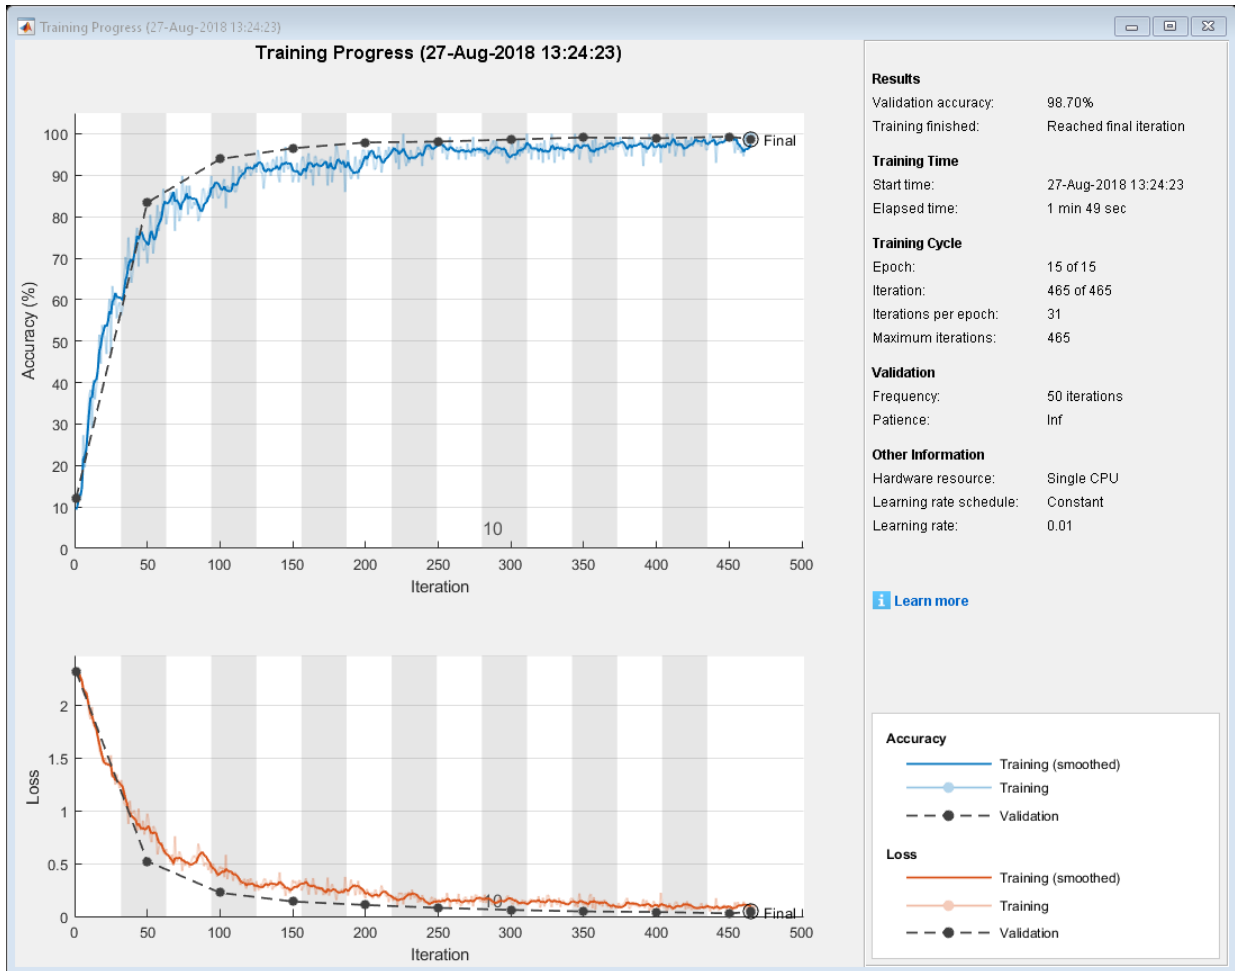 Training Progress (27-Aug-2018 13:24:23)
Training Progress (27-Aug-2018 13:24:23)
Accuracy (%)
100
90
80
70
60
50
40
30
20
10
0
Final
10
0 50 100 150 200 250 300 350 400 450 500
Iteration
Loss
2
1.5
1
0.5
0
10
Final
0 50 100 150 200 250 300 350 400 450 500
Iteration
Results
Validation accuracy: 98.70%
Training finished: Reached final iteration
Training Time
Start time: 27-Aug-2018 13:24:23
Elapsed time: 1 min 49 sec
Training Cycle
Epoch: 15 of 15
Iteration: 465 of 465
Iterations per epoch: 31
Maximum iterations: 465
Validation
Frequency: 50 iterations
Patience: Inf
Other Information
Hardware resource: Single CPU
Learning rate schedule: Constant
Learning rate: 0.01
i Learn more
Accuracy
Training (smoothed)
Training
Validation
Loss
Training (smoothed)
Training
Validation